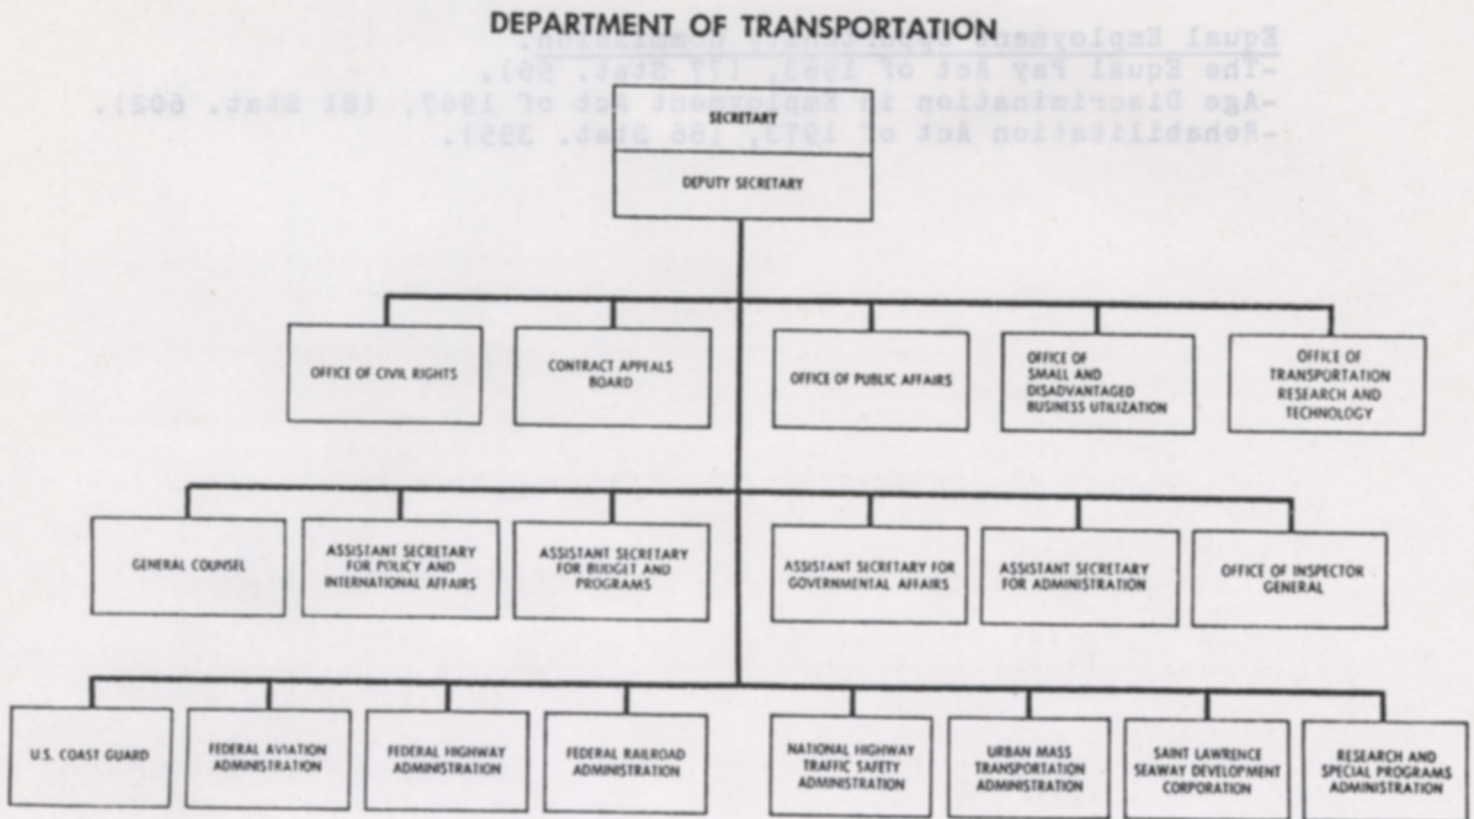 DEPARTMENT OF TRANSPORTATION
Equal Employment Opportunity Commission.
-The Equal Pay Act of 1963, (77 Stat. 56).
-Age Discrimination in Employment Act of 1967, (81 Stat. 602).
-Rehabilitation Act of 1973, (86 Stat. 355).
SECRETARY
DEPUTY SECRETARY
OFFICE OF CIVIL RIGHTS
CONTRACT APPEALS
BOARD
OFFICE OF PUBLIC AFFAIRS
OFFICE OF
SMALL AND
DISADVANTAGED
BUSINESS UTILIZATION
OFFICE OF
TRANSPORTATION
RESEARCH AND
TECHNOLOGY
GENERAL COUNSEL
ASSISTANT SECRETARY
FOR POLICY AND
INTERNATIONAL AFFAIRS
ASSISTANT SECRETARY
FOR BUDGET AND
PROGRAMS
ASSISTANT SECRETARY FOR
GOVERNMENTAL AFFAIRS
ASSISTANT SECRETARY
FOR ADMINISTRATION
OFFICE OF INSPECTOR
GENERAL
U.S. COAST GUARD
FEDERAL AVIATION
ADMINISTRATION
FEDERAL HIGHWAY
ADMINISTRATION
FEDERAL RAILROAD
ADMINISTRATION
NATIONAL HIGHWAY
TRAFFIC SAFETY
ADMINISTRATION
URBAN MASS
TRANSPORTATION
ADMINISTRATION
SAINT LAWRENCE
SEAWAY DEVELOPMENT
CORPORATION
RESEARCH AND
SPECIAL PROGRAMS
ADMINISTRATION